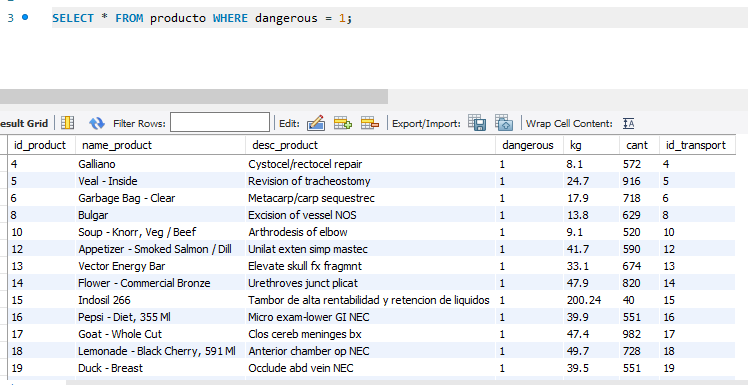 3 SELECT * FROM producto WHERE dangerous = 1;
esult Grid Filter Rows: Edit: Export/Import: Wrap Cell Content:
id_product name_product desc_product dangerous kg cant id_transport
4 Galliano Cystocel/rectocel repair 1 8.1 572 4
5 Veal - Inside Revision of tracheostomy 1 24.7 916 5
6 Garbage Bag - Clear Metacarp/carp sequestrec 1 17.9 718 6
8 Bulgar Excision of vessel NOS 1 13.8 629 8
10 Soup - Knorr, Veg / Beef Arthrodesis of elbow 1 9.1 520 10
12 Appetizer - Smoked Salmon / Dill Unilat exten simp mastec 1 41.7 590 12
13 Vector Energy Bar Elevate skull fx fragmnt 1 33.1 674 13
14 Flower - Commercial Bronze Urethroves junct plicat 1 47.9 820 14
15 Indosil 266 Tambor de alta rentabilidad y retencion de liquidos 1 200.24 40 15
16 Pepsi - Diet, 355 Ml Micro exam-lower GI NEC 1 39.9 551 16
17 Goat - Whole Cut Clos cereb meninges bx 1 47.4 982 17
18 Lemonade - Black Cherry, 591 Ml Anterior chamber op NEC 1 49.7 728 18
19 Duck - Breast Occlude abd vein NEC 1 39.5 551 19